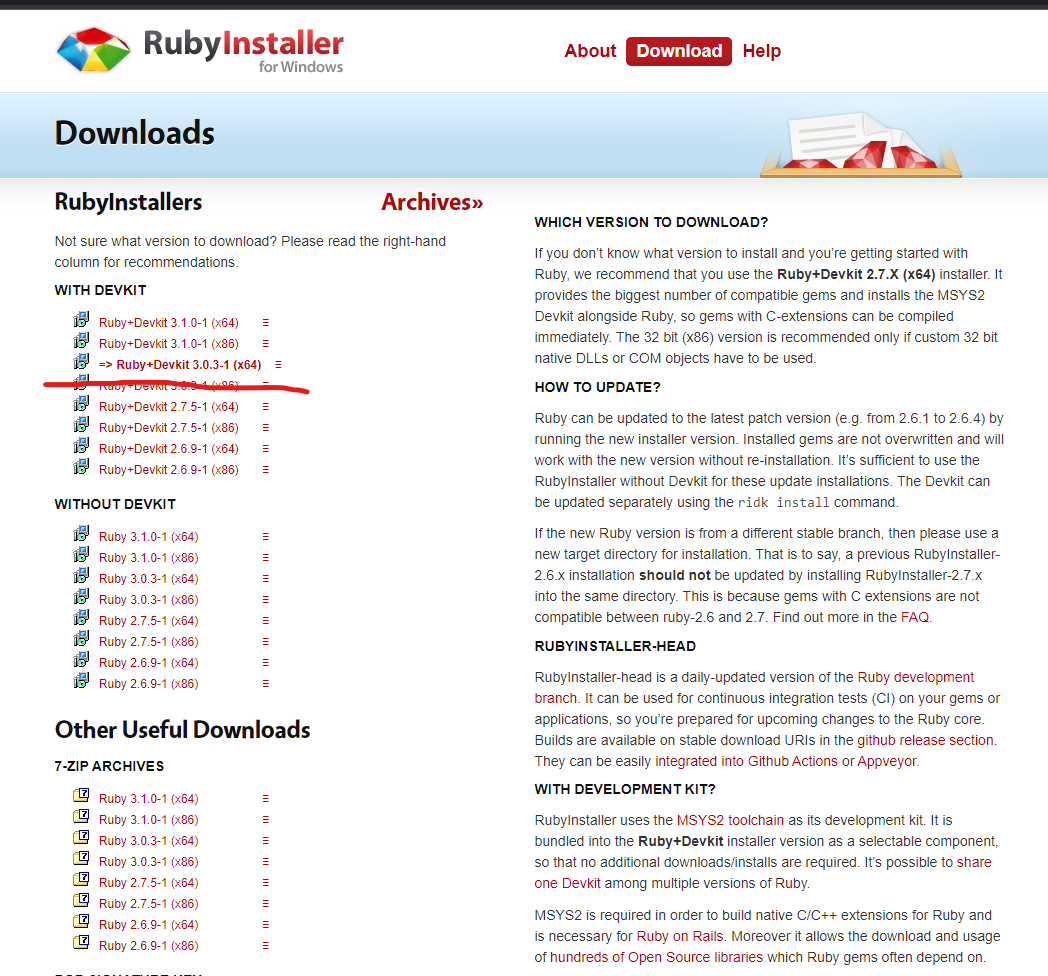 RubyInstaller
for Windows
About Download Help
Downloads
RubyInstallers
Archives»
Not sure what version to download? Please read the right-hand
column for recommendations.
WITH DEVKIT
Ruby+Devkit 3.1.0-1 (x64) ≡
Ruby+Devkit 3.1.0-1 (x86) ≡
=> Ruby+Devkit 3.0.3-1 (x64) ≡
Ruby+Devkit 3.0.3-1 (x86) ≡
Ruby+Devkit 2.7.5-1 (x64) ≡
Ruby+Devkit 2.7.5-1 (x86) ≡
Ruby+Devkit 2.6.9-1 (x64) ≡
Ruby+Devkit 2.6.9-1 (x86) ≡
WITHOUT DEVKIT
Ruby 3.1.0-1 (x64) ≡
Ruby 3.1.0-1 (x86) ≡
Ruby 3.0.3-1 (x64) ≡
Ruby 3.0.3-1 (x86) ≡
Ruby 2.7.5-1 (x64) ≡
Ruby 2.7.5-1 (x86) ≡
Ruby 2.6.9-1 (x64) ≡
Ruby 2.6.9-1 (x86) ≡
Other Useful Downloads
7-ZIP ARCHIVES
Ruby 3.1.0-1 (x64) ≡
Ruby 3.1.0-1 (x86) ≡
Ruby 3.0.3-1 (x64) ≡
Ruby 3.0.3-1 (x86) ≡
Ruby 2.7.5-1 (x64) ≡
Ruby 2.7.5-1 (x86) ≡
Ruby 2.6.9-1 (x64) ≡
Ruby 2.6.9-1 (x86) ≡
WHICH VERSION TO DOWNLOAD?
If you don’t know what version to install and you’re getting started with
Ruby, we recommend that you use the Ruby+Devkit 2.7.X (x64) installer. It
provides the biggest number of compatible gems and installs the MSYS2
Devkit alongside Ruby, so gems with C-extensions can be compiled
immediately. The 32 bit (x86) version is recommended only if custom 32 bit
native DLLs or COM objects have to be used.
HOW TO UPDATE?
Ruby can be updated to the latest patch version (e.g. from 2.6.1 to 2.6.4) by
running the new installer version. Installed gems are not overwritten and will
work with the new version without re-installation. It’s sufficient to use the
RubyInstaller without Devkit for these update installations. The Devkit can
be updated separately using the ridk install command.
If the new Ruby version is from a different stable branch, then please use a
new target directory for installation. That is to say, a previous RubyInstaller-
2.6.x installation should not be updated by installing RubyInstaller-2.7.x
into the same directory. This is because gems with C extensions are not
compatible between ruby-2.6 and 2.7. Find out more in the FAQ.
RUBYINSTALLER-HEAD
RubyInstaller-head is a daily-updated version of the Ruby development
branch. It can be used for continuous integration tests (CI) on your gems or
applications, so you’re prepared for upcoming changes to the Ruby core.
Builds are available on stable download URIs in the github release section.
They can be easily integrated into Github Actions or Appveyor.
WITH DEVELOPMENT KIT?
RubyInstaller uses the MSYS2 toolchain as its development kit. It is
bundled into the Ruby+Devkit installer version as a selectable component,
so that no additional downloads/installs are required. It’s possible to share
one Devkit among multiple versions of Ruby.
MSYS2 is required in order to build native C/C++ extensions for Ruby and
is necessary for Ruby on Rails. Moreover it allows the download and usage
of hundreds of Open Source libraries which Ruby gems often depend on.